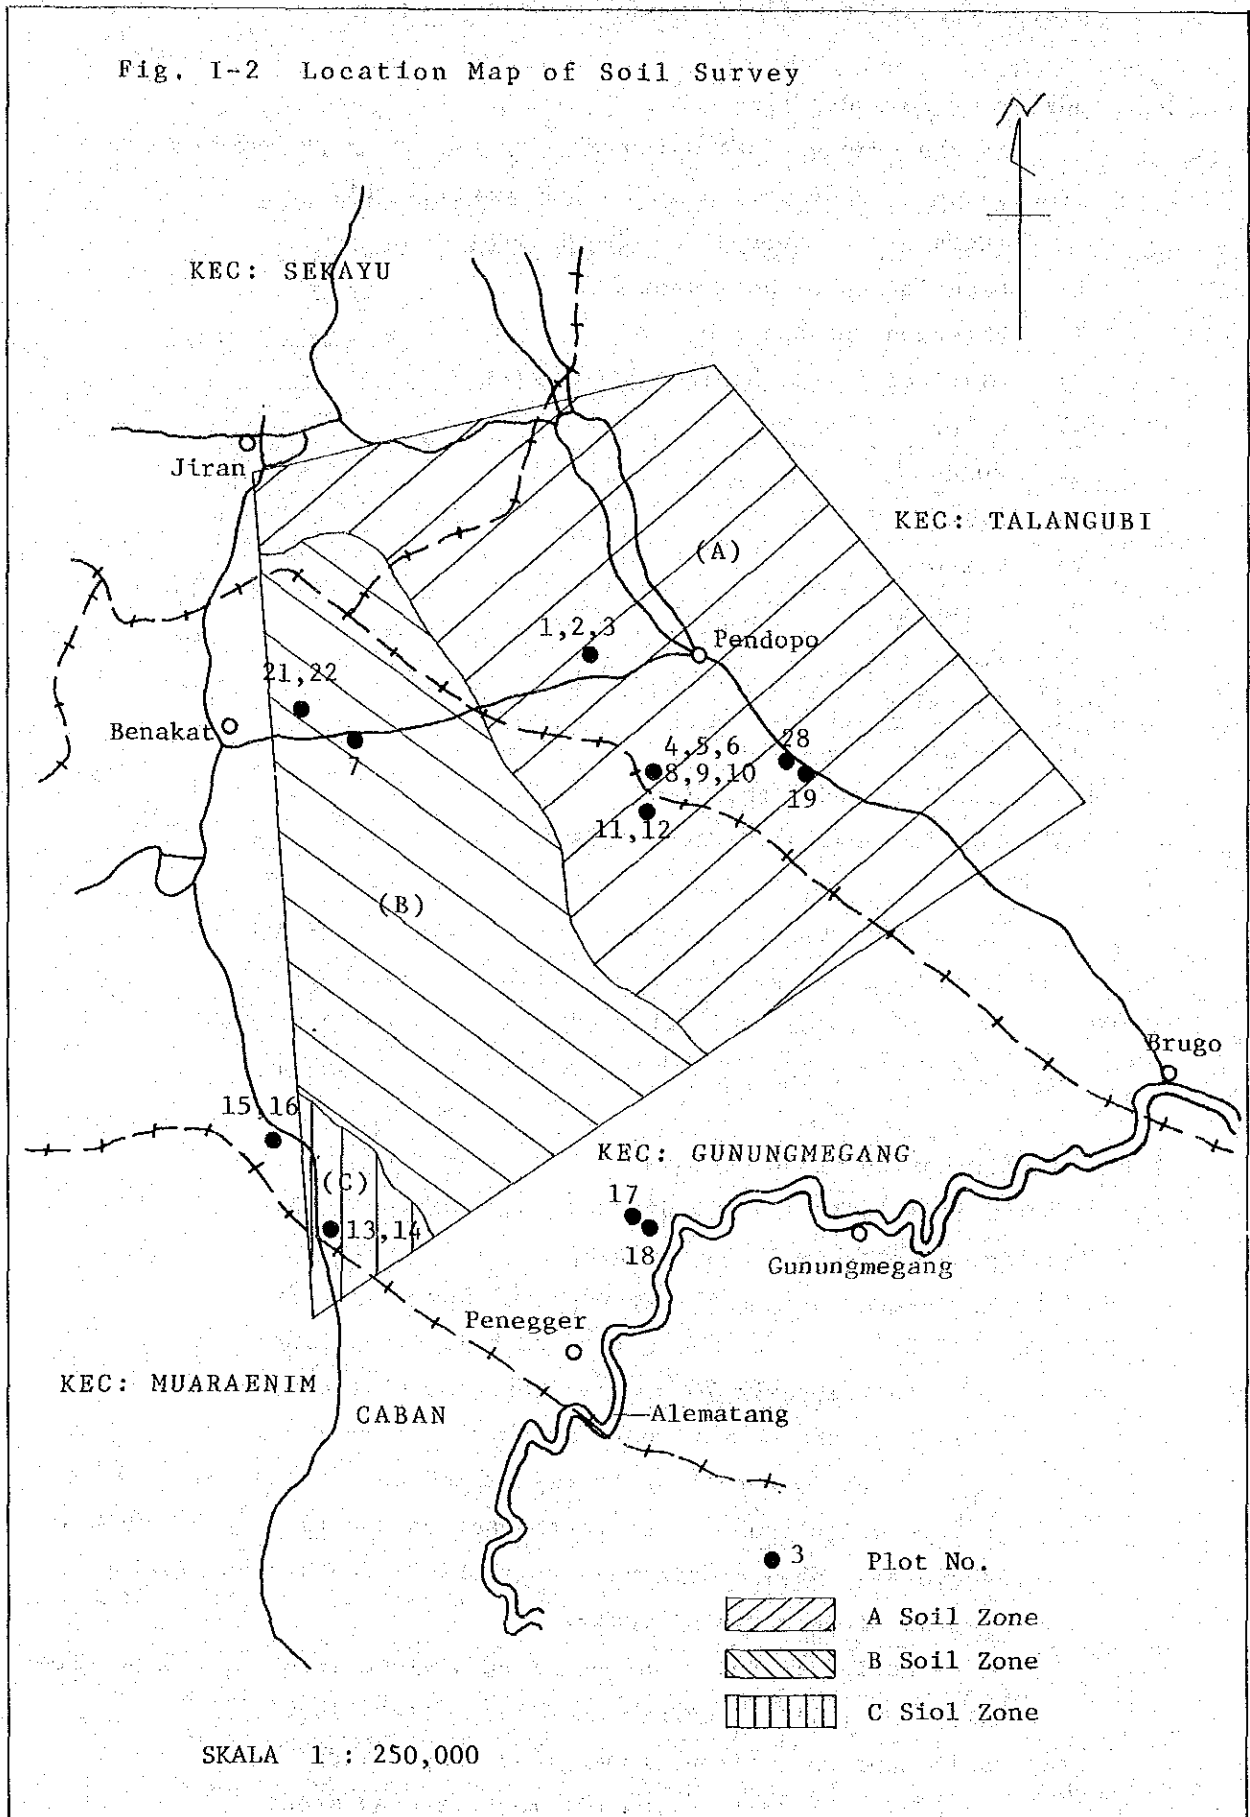 Fig. I-2 Location Map of Soil Survey
N
KEC: SEKAYU
Jiran
KEC: TALANGUBI
(A)
1,2,3
Pendopo
21,22
Benakat
7
4,5,6
28
8,9,10
19
11,12
(B)
Brugo
15,16
KEC: GUNUNGMEGANG
(C)
17
13,14
18
Gunungmegang
Penegger
KEC: MUARAENIM
CABAN
Alematang
3 Plot No.
A Soil Zone
B Soil Zone
C Siol Zone
SKALA 1 : 250,000